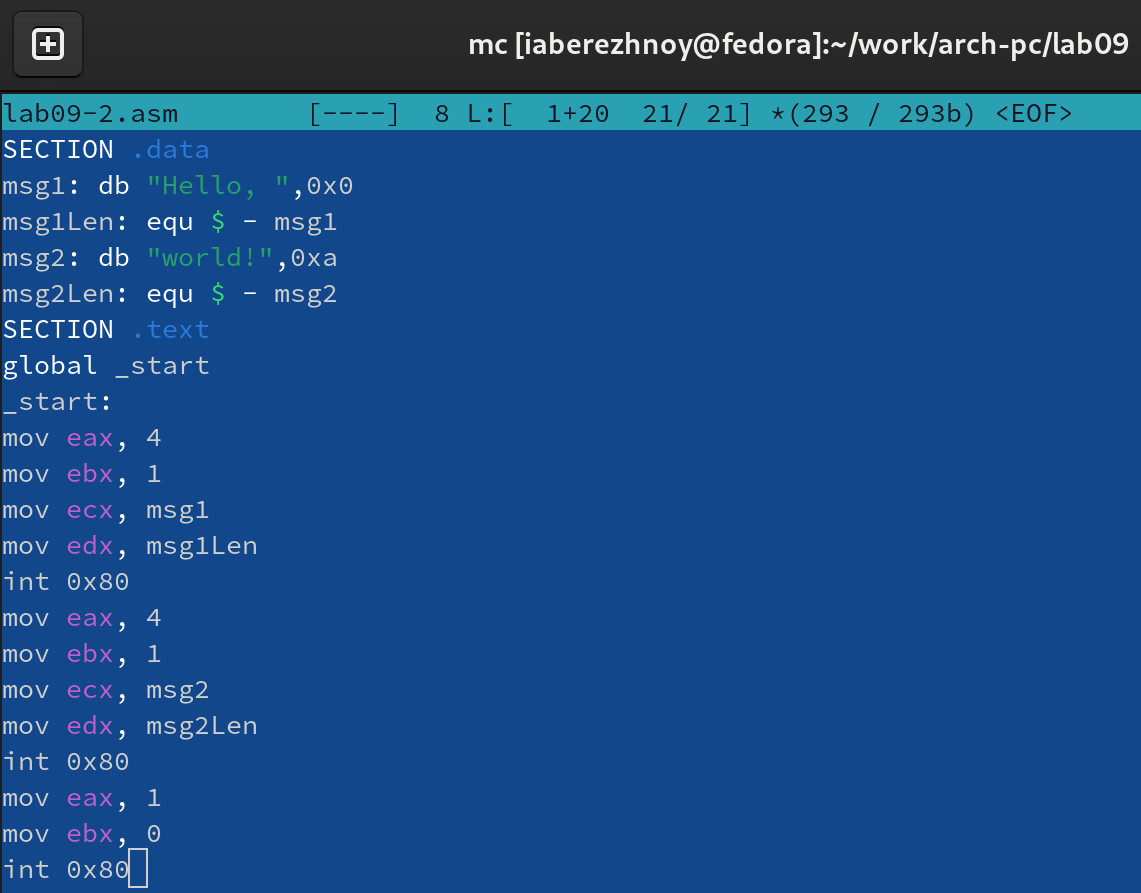 mc [iaberezhnoy@fedora]:~/work/arch-pc/lab09
lab09-2.asm        [----]  8 L:[  1+20  21/ 21] *(293 / 293b) <EOF>
SECTION .data
msg1: db "Hello, ",0x0
msg1Len: equ $ - msg1
msg2: db "world!",0xa
msg2Len: equ $ - msg2
SECTION .text
global _start
_start:
mov eax, 4
mov ebx, 1
mov ecx, msg1
mov edx, msg1Len
int 0x80
mov eax, 4
mov ebx, 1
mov ecx, msg2
mov edx, msg2Len
int 0x80
mov eax, 1
mov ebx, 0
int 0x80